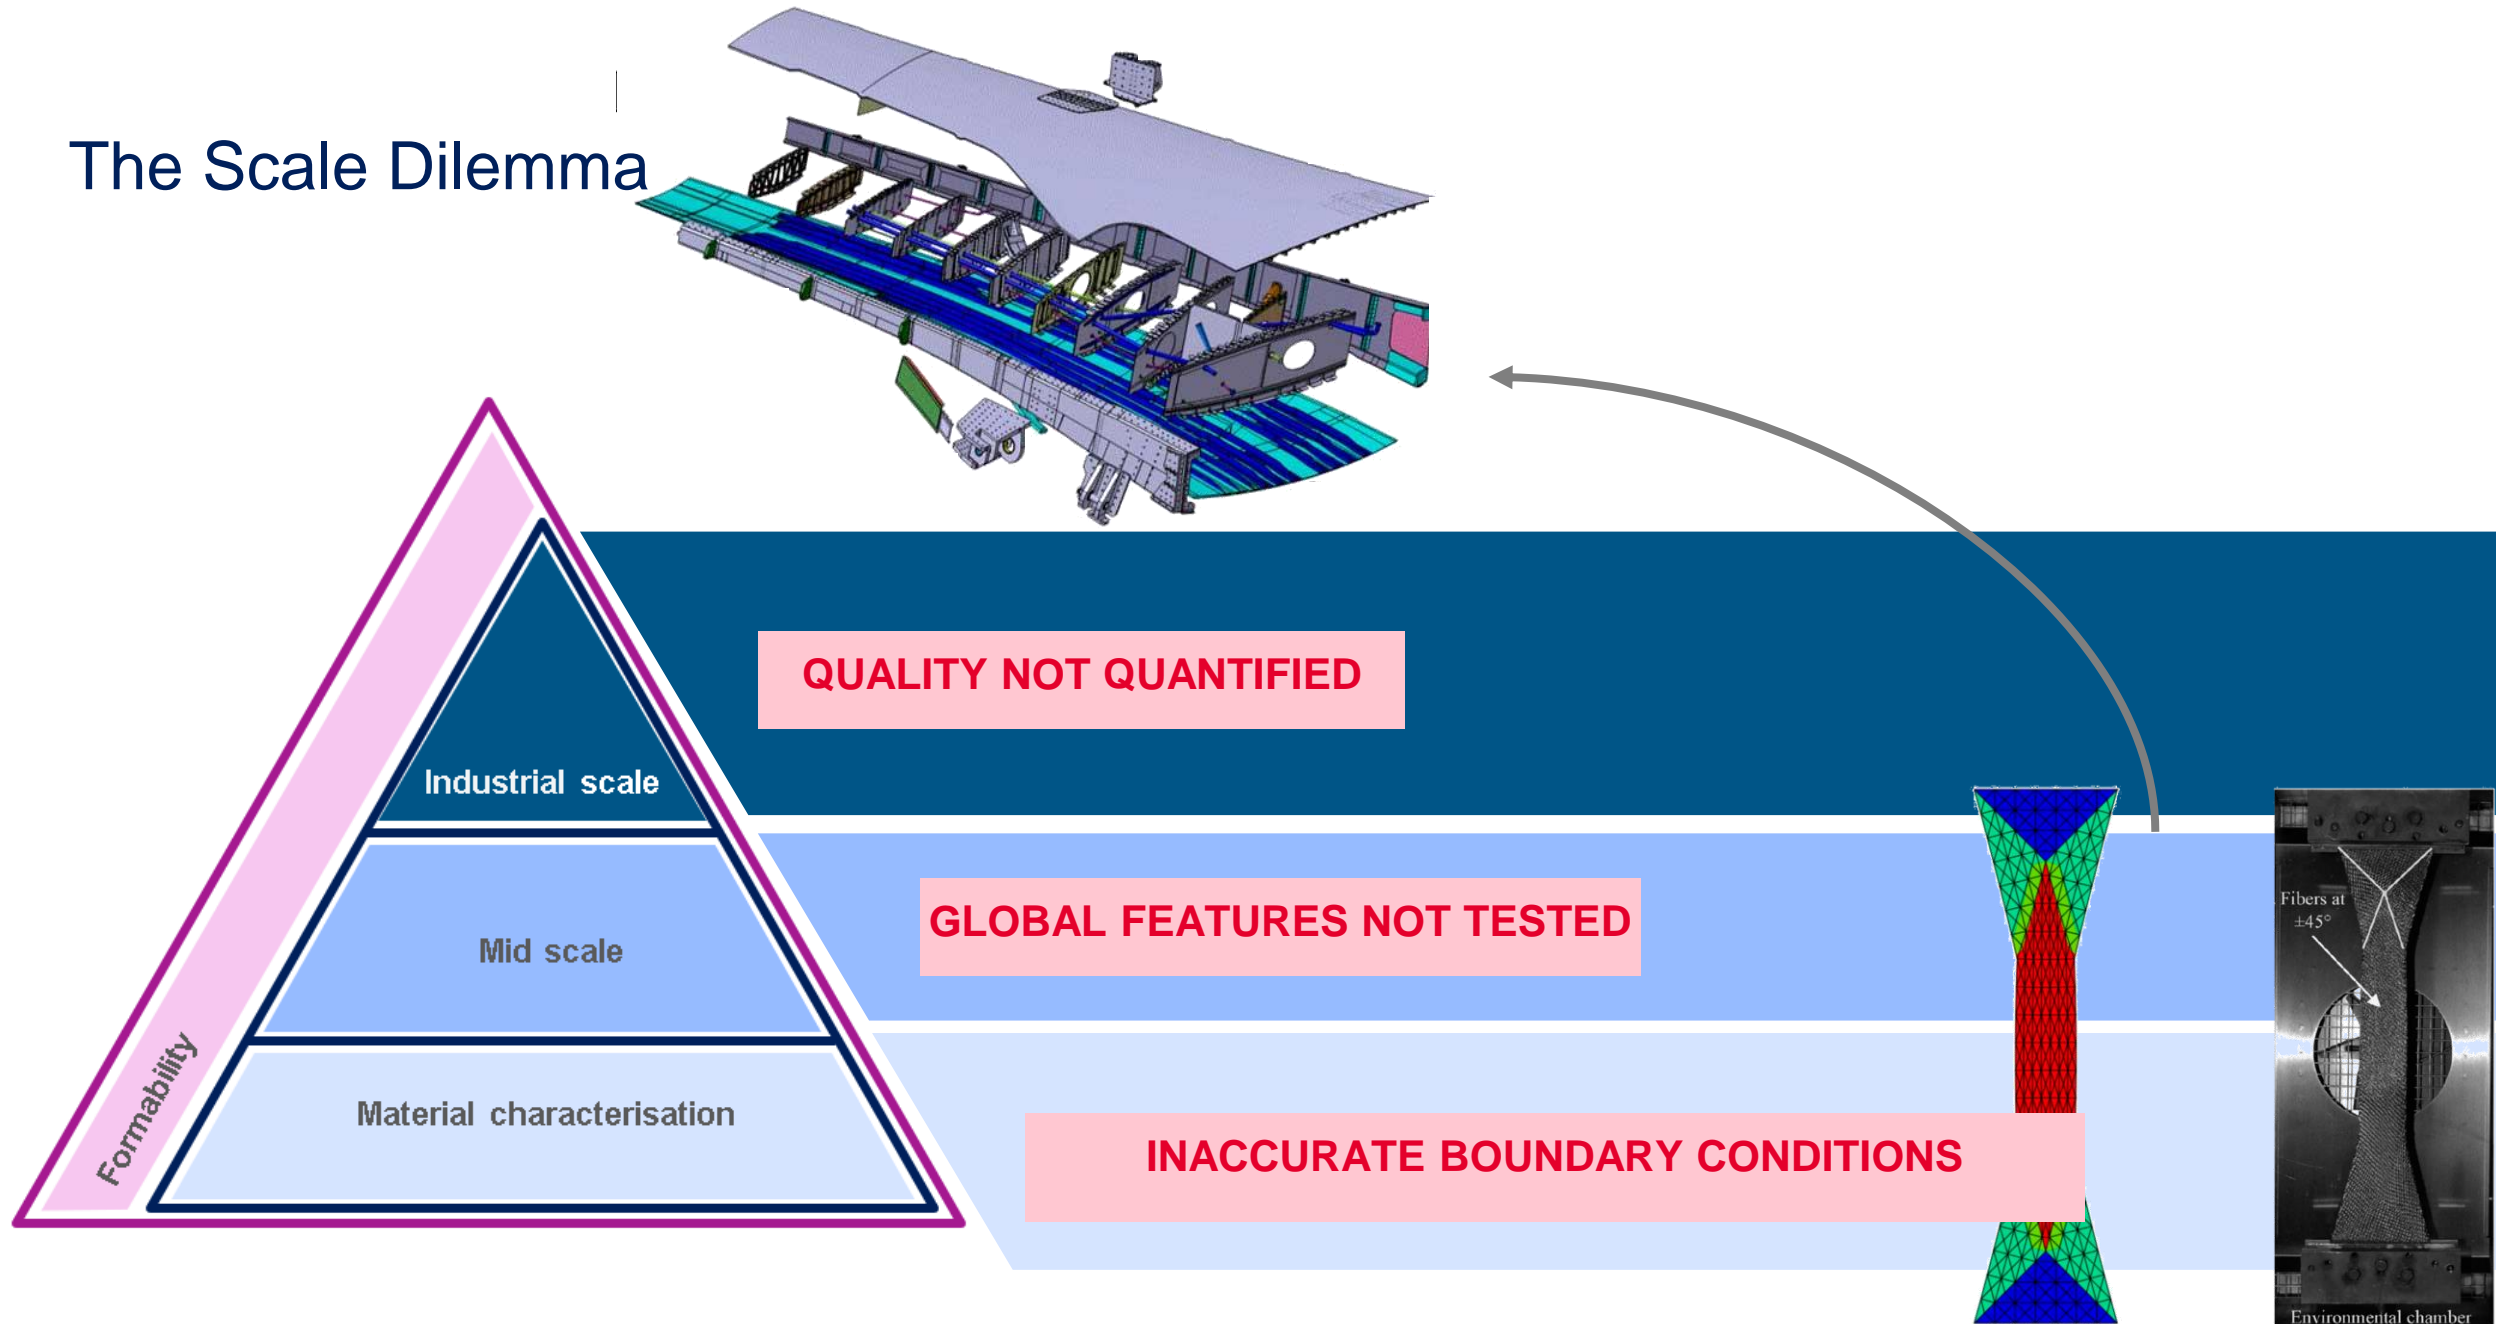 The Scale Dilemma
QUALITY NOT QUANTIFIED
Industrial scale
GLOBAL FEATURES NOT TESTED
Mid scale
Fibers at
±45°
Formability
Material characterisation
INACCURATE BOUNDARY CONDITIONS
Environmental chamber